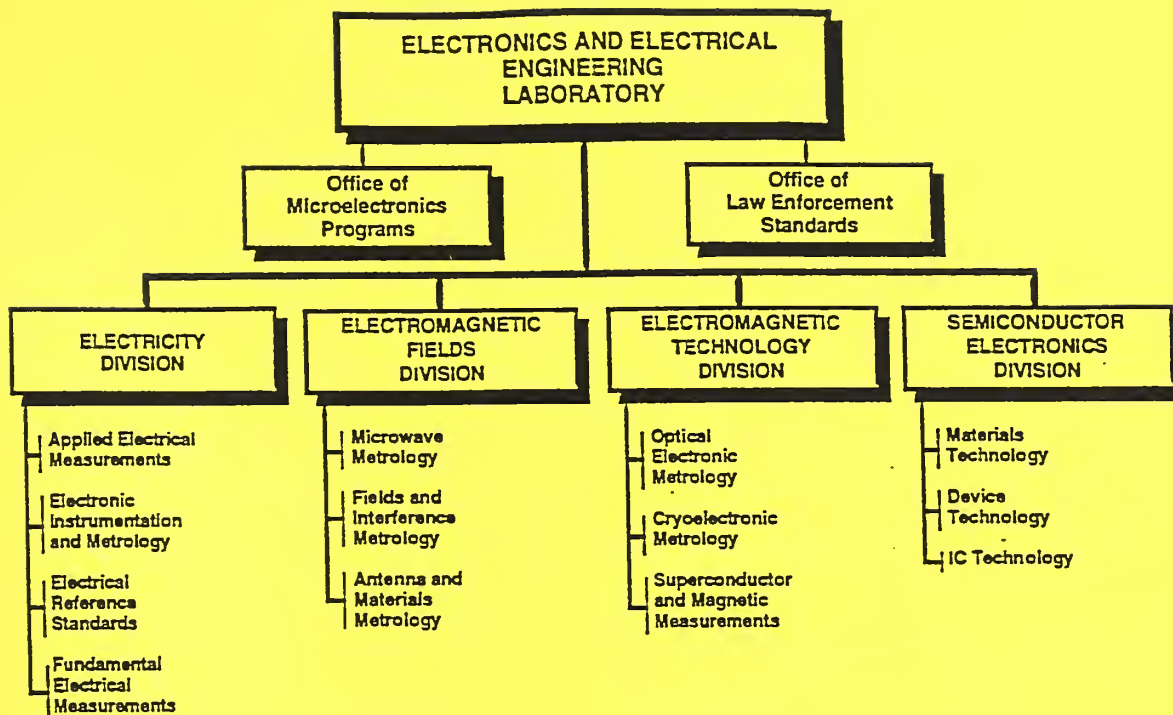 ELECTRONICS AND ELECTRICAL
ENGINEERING
LABORATORY
Office of
Microelectronics
Programs
Office of
Law Enforcement
Standards
ELECTRICITY
DIVISION
Applied Electrical
Measurements
Electronic
Instrumentation
and Metrology
Electrical
Reference
Standards
Fundamental
Electrical
Measurements
ELECTROMAGNETIC
FIELDS
DIVISION
Microwave
Metrology
Fields and
Interference
Metrology
Antenna and
Materials
Metrology
ELECTROMAGNETIC
TECHNOLOGY
DIVISION
Optical
Electronic
Metrology
Cryoelectronic
Metrology
Superconductor
and Magnetic
Measurements
SEMICONDUCTOR
ELECTRONICS
DIVISION
Materials
Technology
Device
Technology
IC Technology